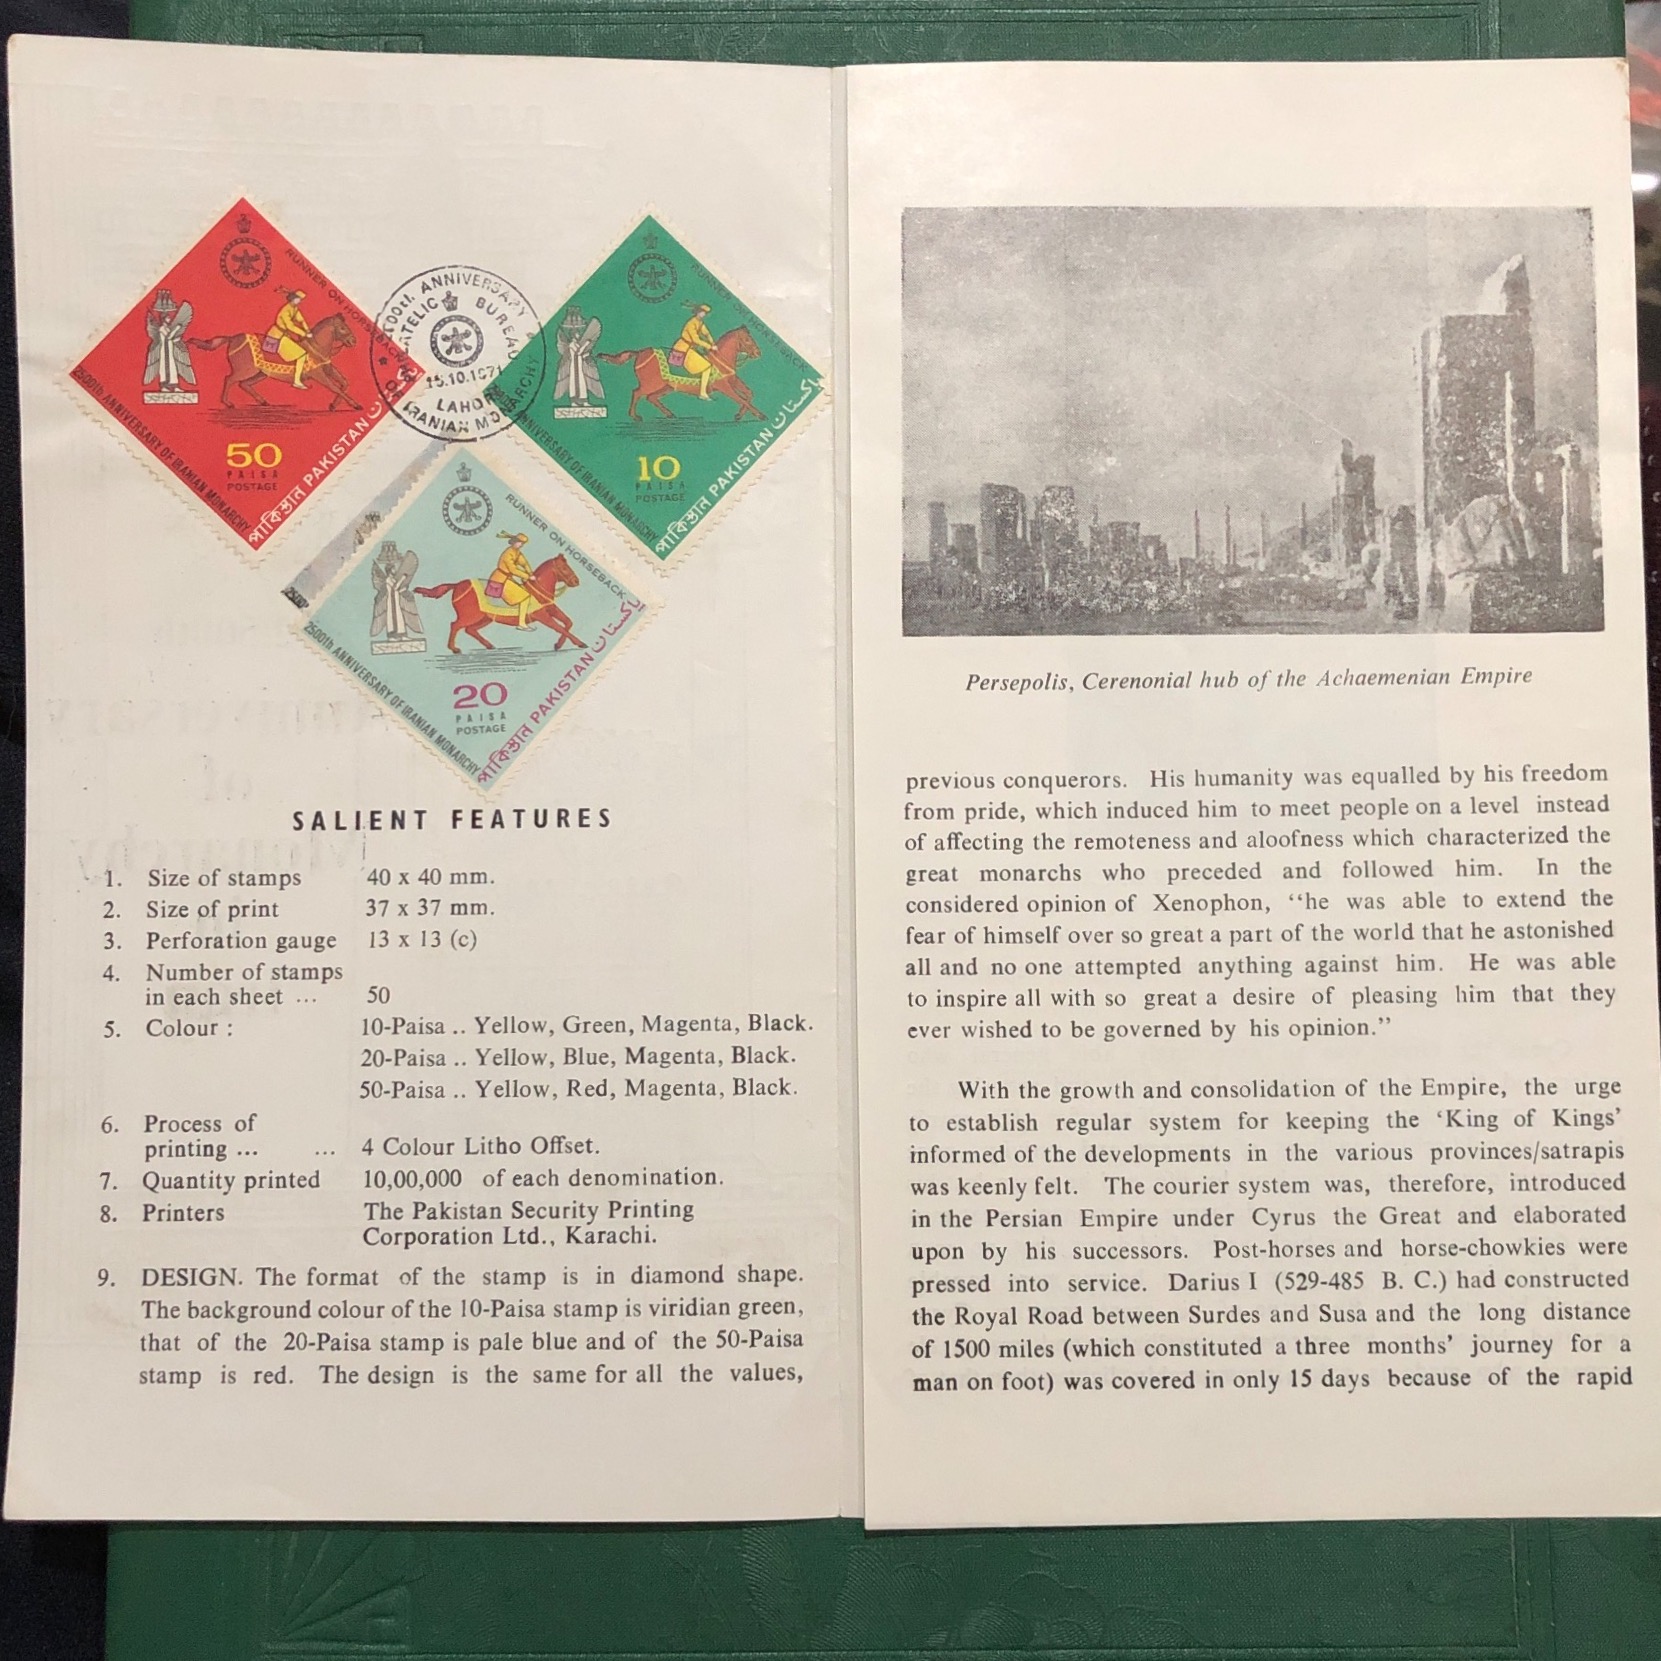 RUNNER ON HORSEBACK
2500th ANNIVERSARY OF IRANIAN MONARCHY
50
PAISA
POSTAGE
পাকিস্তান PAKISTAN پاکستان
ANNIVERSARY
BUREAU
15.10.1971
OF IRANIAN MONARCHY
RUNNER ON HORSEBACK
ANNIVERSARY OF IRANIAN MONARCHY
10
PAISA
POSTAGE
পাকিস্তান PAKISTAN پاکستان
2500
RUNNER ON HORSEBACK
2500th ANNIVERSARY OF IRANIAN MONARCHY
20
PAISA
POSTAGE
পাকিস্তান PAKISTAN پاکستان
SALIENT FEATURES
1. Size of stamps 40 x 40 mm.
2. Size of print 37 x 37 mm.
3. Perforation gauge 13 x 13 (c)
4. Number of stamps
in each sheet ... 50
5. Colour : 10-Paisa .. Yellow, Green, Magenta, Black.
20-Paisa .. Yellow, Blue, Magenta, Black.
50-Paisa .. Yellow, Red, Magenta, Black.
6. Process of
printing ... ... 4 Colour Litho Offset.
7. Quantity printed 10,00,000 of each denomination.
8. Printers The Pakistan Security Printing
Corporation Ltd., Karachi.
9. DESIGN. The format of the stamp is in diamond shape.
The background colour of the 10-Paisa stamp is viridian green,
that of the 20-Paisa stamp is pale blue and of the 50-Paisa
stamp is red. The design is the same for all the values,
Persepolis, Cerenonial hub of the Achaemenian Empire
previous conquerors. His humanity was equalled by his freedom
from pride, which induced him to meet people on a level instead
of affecting the remoteness and aloofness which characterized the
great monarchs who preceded and followed him. In the
considered opinion of Xenophon, “he was able to extend the
fear of himself over so great a part of the world that he astonished
all and no one attempted anything against him. He was able
to inspire all with so great a desire of pleasing him that they
ever wished to be governed by his opinion.”
With the growth and consolidation of the Empire, the urge
to establish regular system for keeping the ‘King of Kings’
informed of the developments in the various provinces/satrapis
was keenly felt. The courier system was, therefore, introduced
in the Persian Empire under Cyrus the Great and elaborated
upon by his successors. Post-horses and horse-chowkies were
pressed into service. Darius I (529-485 B. C.) had constructed
the Royal Road between Surdes and Susa and the long distance
of 1500 miles (which constituted a three months’ journey for a
man on foot) was covered in only 15 days because of the rapid